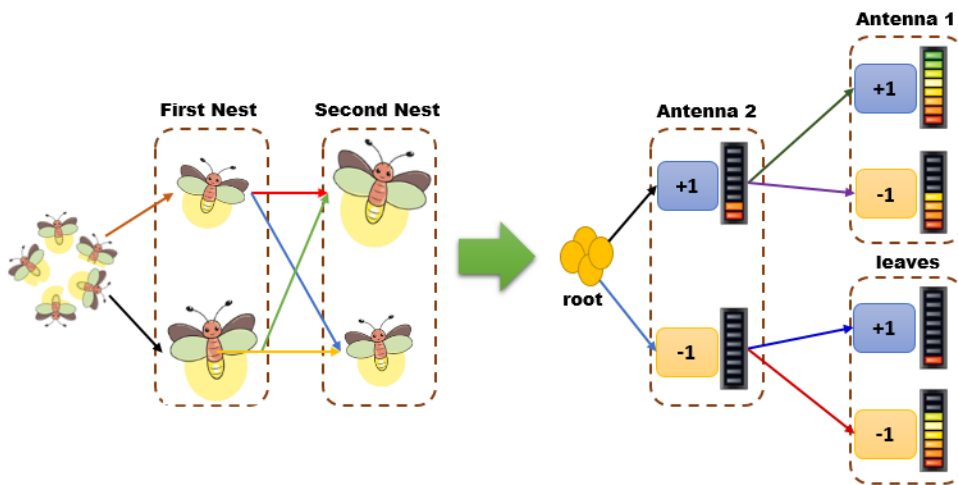 First Nest
Second Nest
root
Antenna 2
+1
-1
Antenna 1
+1
-1
leaves
+1
-1